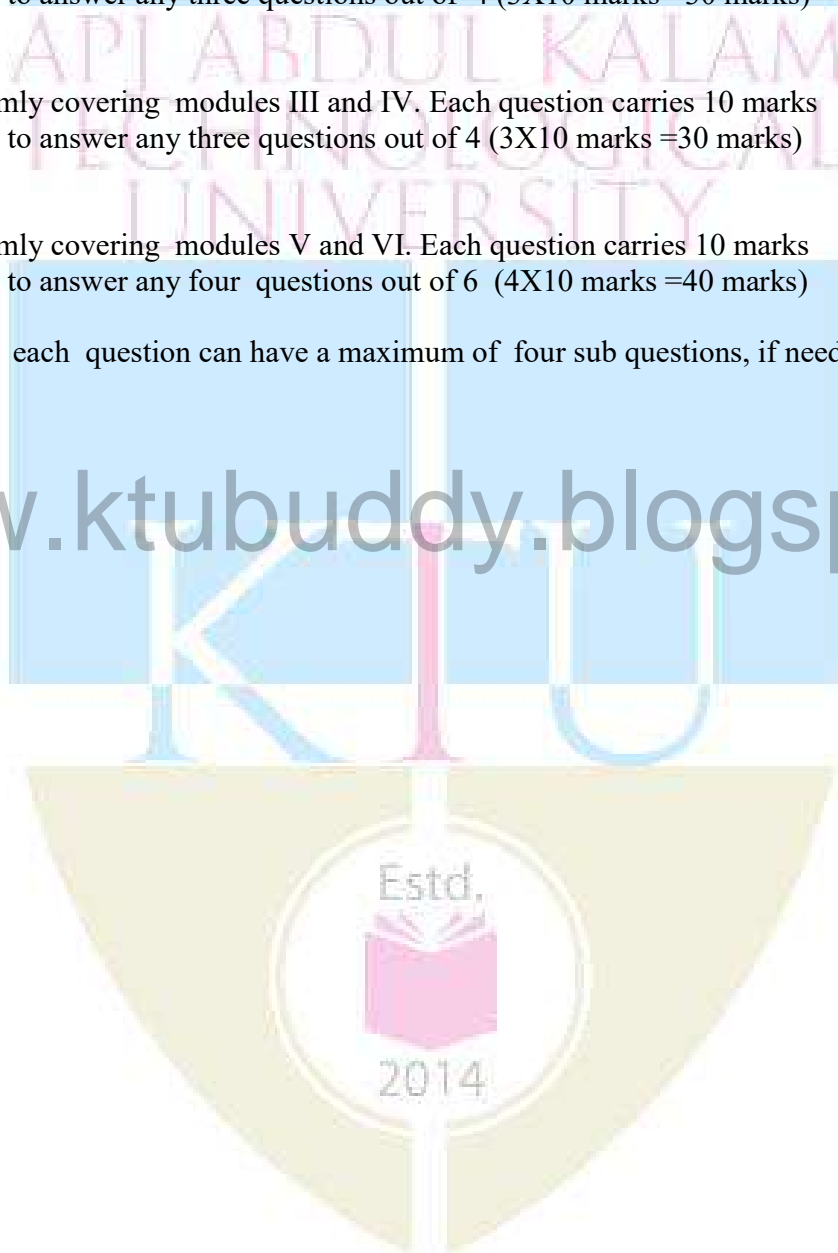 to answer any three questions out of 4 (3X10 marks =30 marks)
API ABDUL KALAM
TECHNOLOGICAL
UNIVERSITY
mly covering modules III and IV. Each question carries 10 marks
to answer any three questions out of 4 (3X10 marks =30 marks)
mly covering modules V and VI. Each question carries 10 marks
to answer any four questions out of 6 (4X10 marks =40 marks)
each question can have a maximum of four sub questions, if need
w.ktubuddy.blogsp
KTU
Estd.
2014